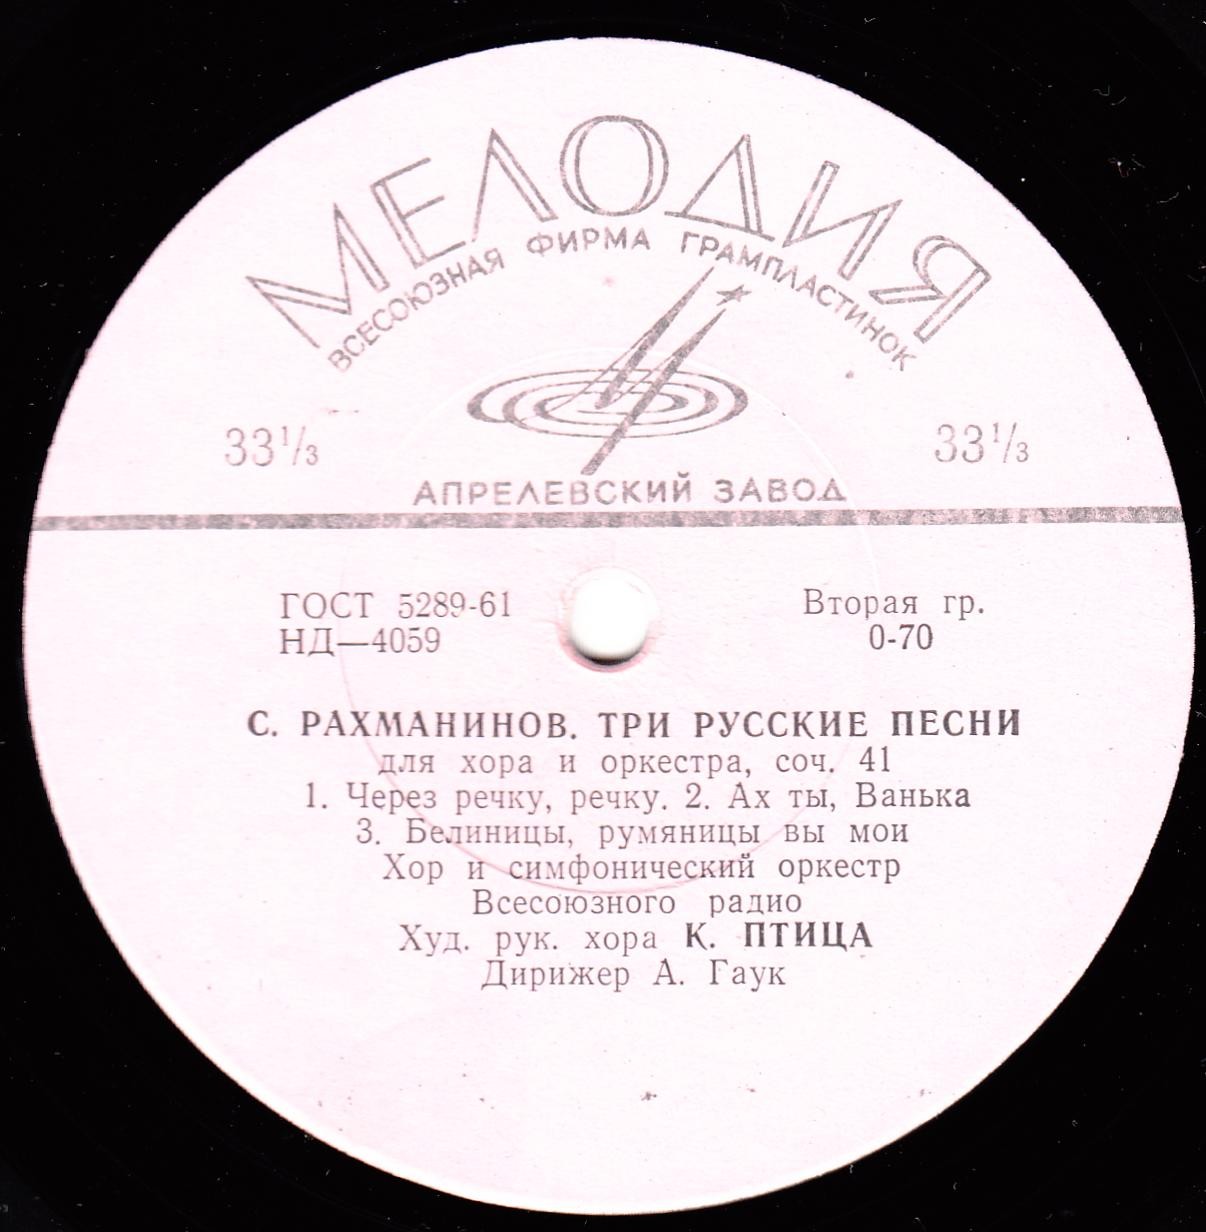 МЕЛОДИЯ
ВСЕСОЮЗНАЯ ФИРМА ГРАМПЛАСТИНОК
33⅓ 33⅓
АПРЕЛЕВСКИЙ ЗАВОД
ГОСТ 5289-61 Вторая гр.
НД—4059 0-70
С. РАХМАНИНОВ. ТРИ РУССКИЕ ПЕСНИ
для хора и оркестра, соч. 41
1. Через речку, речку. 2. Ах ты, Ванька
3. Белиницы, румяницы вы мои
Хор и симфонический оркестр
Всесоюзного радио
Худ. рук. хора К. ПТИЦА
Дирижер А. Гаук